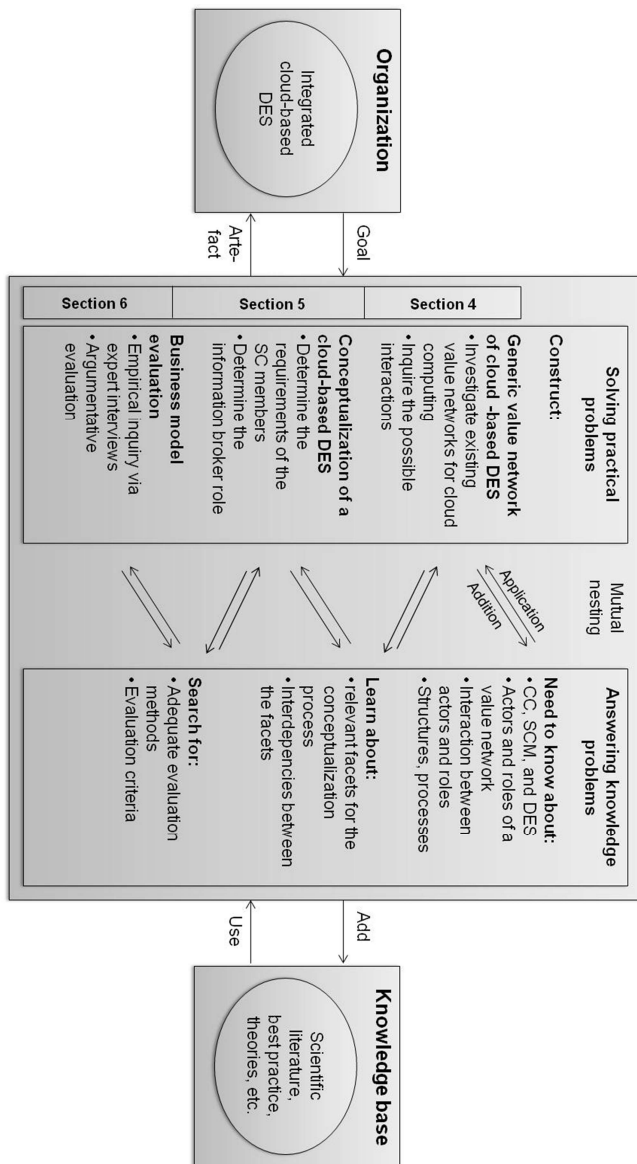 Organization
Integrated
cloud-based
DES
Goal
Arte-
fact
Section 4
Section 5
Section 6
Solving practical
problems
Construct:
Generic value network
of cloud -based DES
• Investigate existing
value networks for cloud
computing
• Inquire the possible
interactions
Conceptualization of a
cloud-based DES
• Determine the
requirements of the
SC members
• Determine the
information broker role
Business model
evaluation
• Empirical inquiry via
expert interviews
• Argumentative
evaluation
Mutual
nesting
Application
Addition
Answering knowledge
problems
Need to know about:
• CC, SCM, and DES
• Actors and roles of a
value network
• Interaction between
actors and roles
• Structures, processes
Learn about:
• relevant facets for the
conceptualization
process
• Interdepencies between
the facets
Search for:
• Adequate evaluation
methods
• Evaluation criteria
Add
Use
Knowledge base
Scientific
literature,
best practice,
theories, etc.